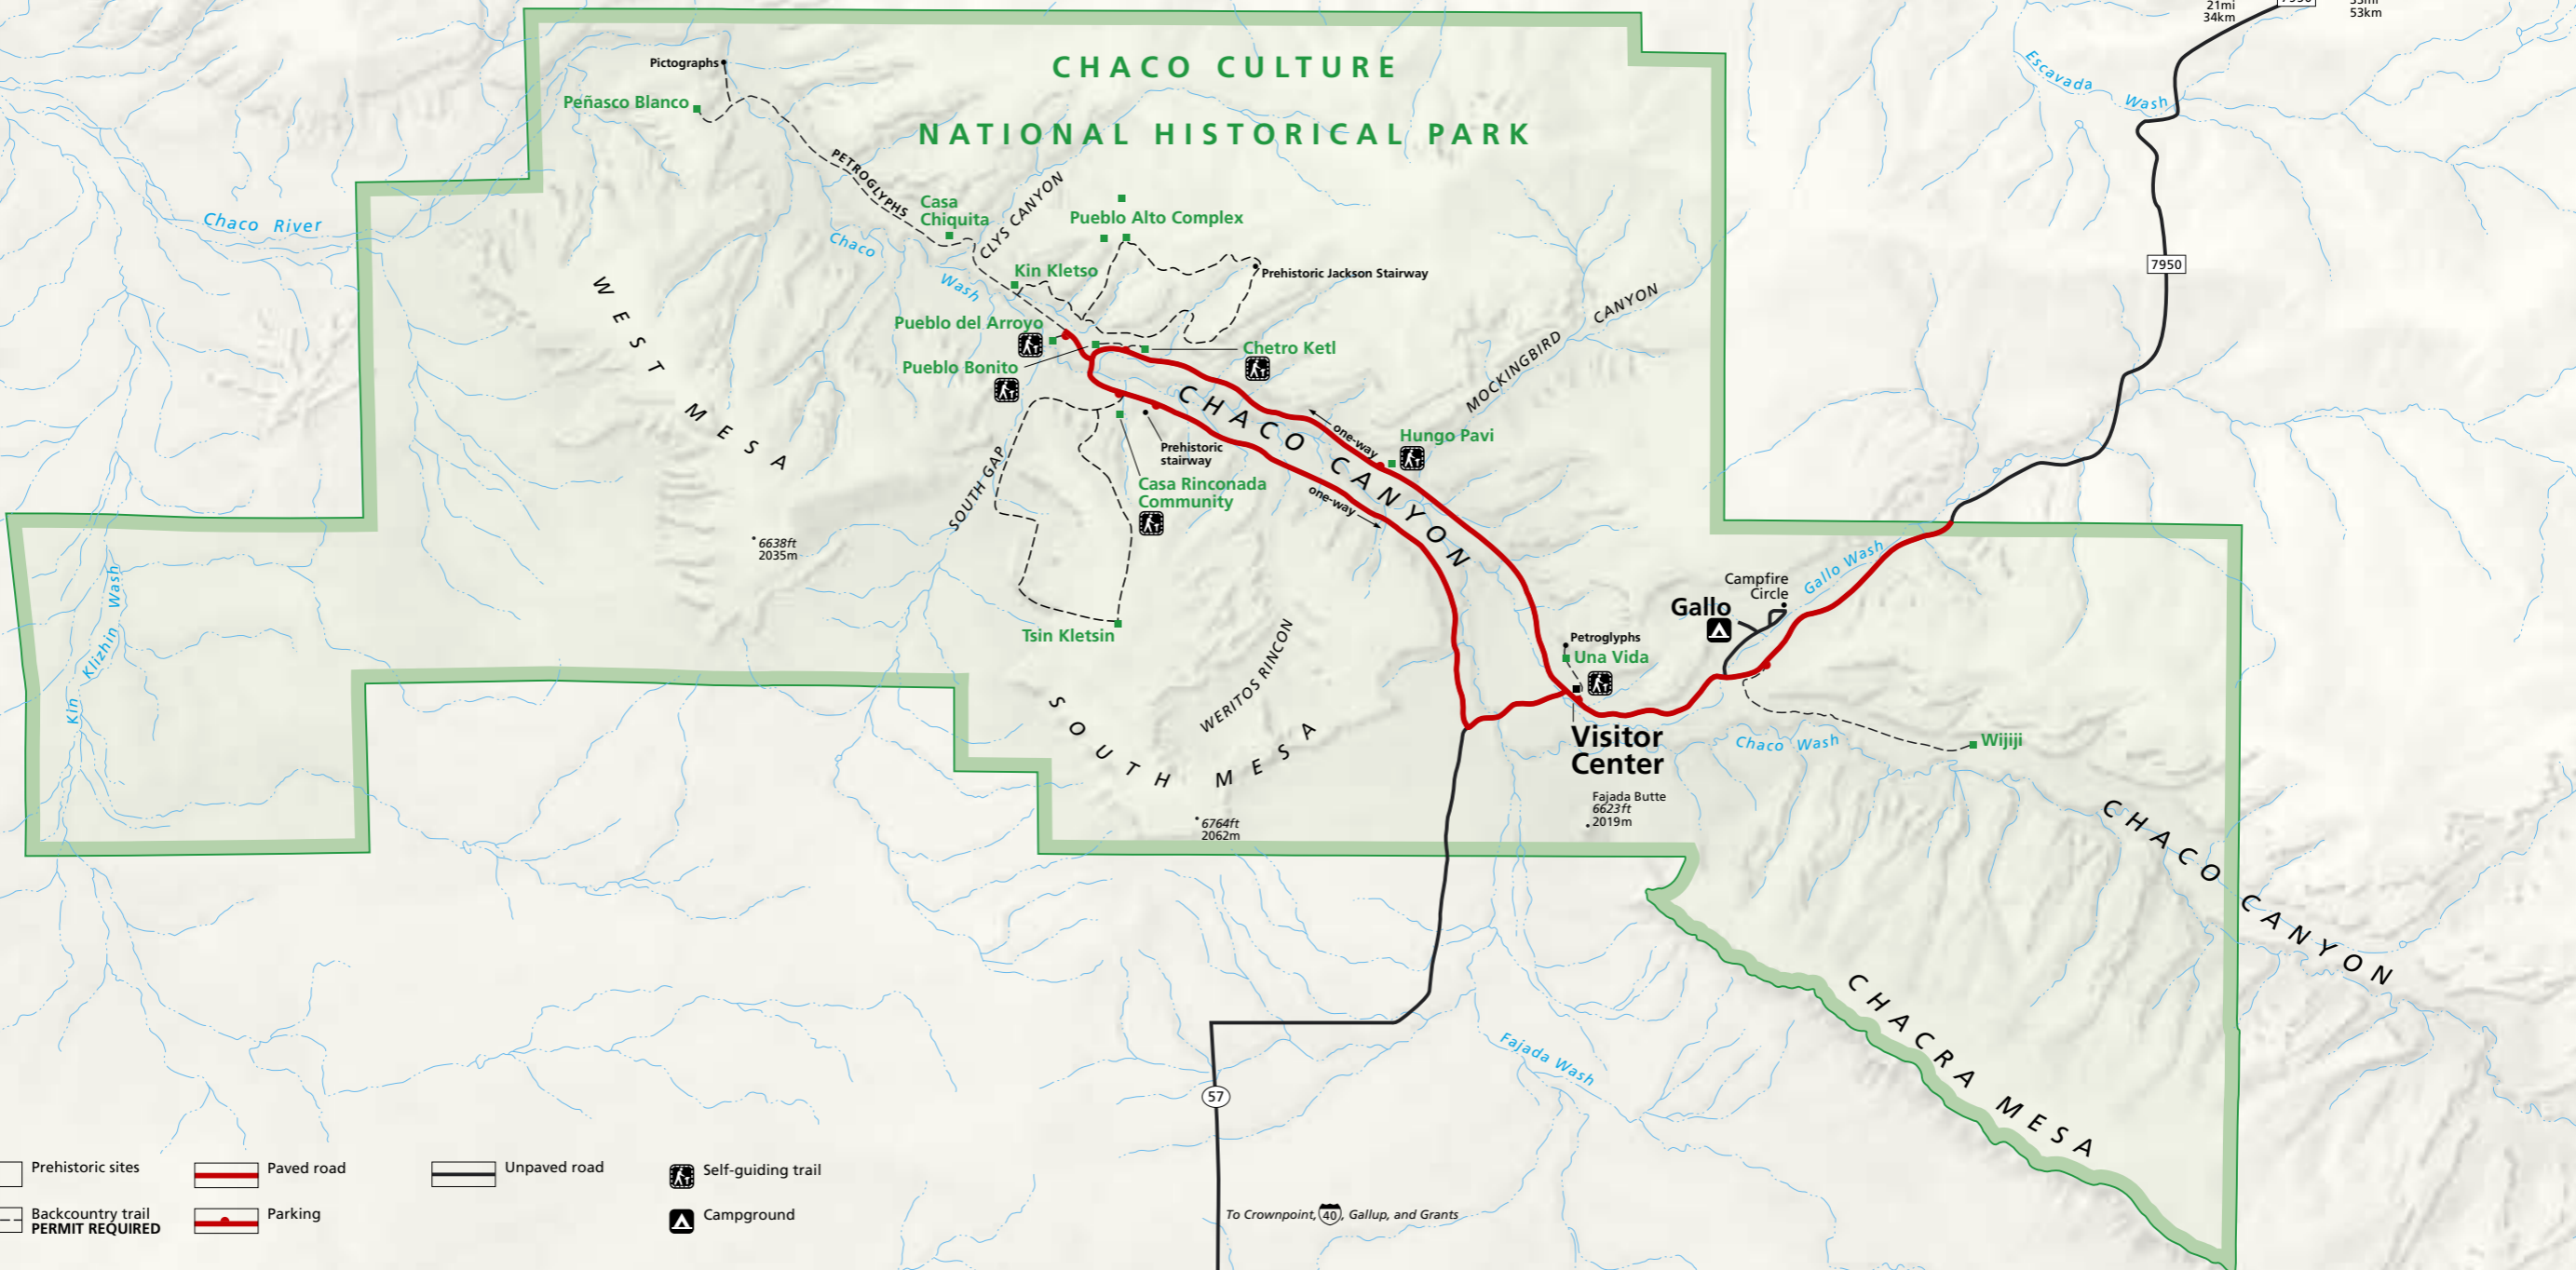 21mi
34km
53km
CHACO CULTURE
NATIONAL HISTORICAL PARK
Pictographs
Peñasco Blanco
Escavada Wash
PETROGLYPHS
Casa
Chiquita
CLYS CANYON
Pueblo Alto Complex
Chaco River
Chaco Wash
Kin Kletso
Prehistoric Jackson Stairway
7950
WEST MESA
Pueblo del Arroyo
Pueblo Bonito
Chetro Ketl
MOCKINGBIRD CANYON
CHACO CANYON
one-way
Hungo Pavi
Prehistoric
stairway
SOUTH GAP
Casa Rinconada
Community
one-way
6638ft
2035m
Kin Klizhin Wash
Gallo Wash
Campfire
Circle
Gallo
Tsin Kletsin
WERITOS RINCON
Petroglyphs
Una Vida
Visitor
Center
Chaco Wash
Wijiji
SOUTH MESA
Fajada Butte
6623ft
2019m
6764ft
2062m
CHACO CANYON
CHACRA MESA
Fajada Wash
57
Prehistoric sites
Paved road
Unpaved road
Self-guiding trail
Backcountry trail
PERMIT REQUIRED
Parking
Campground
To Crownpoint, 40, Gallup, and Grants